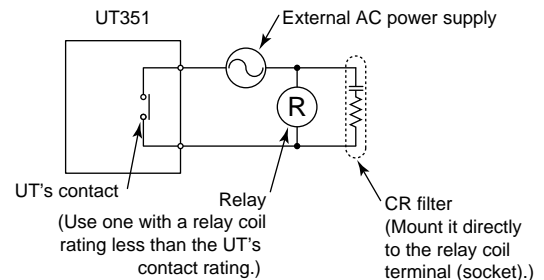 UT351
External AC power supply
R
UT's contact
Relay
(Use one with a relay coil
rating less than the UT's
contact rating.)
CR filter
(Mount it directly
to the relay coil
terminal (socket).)